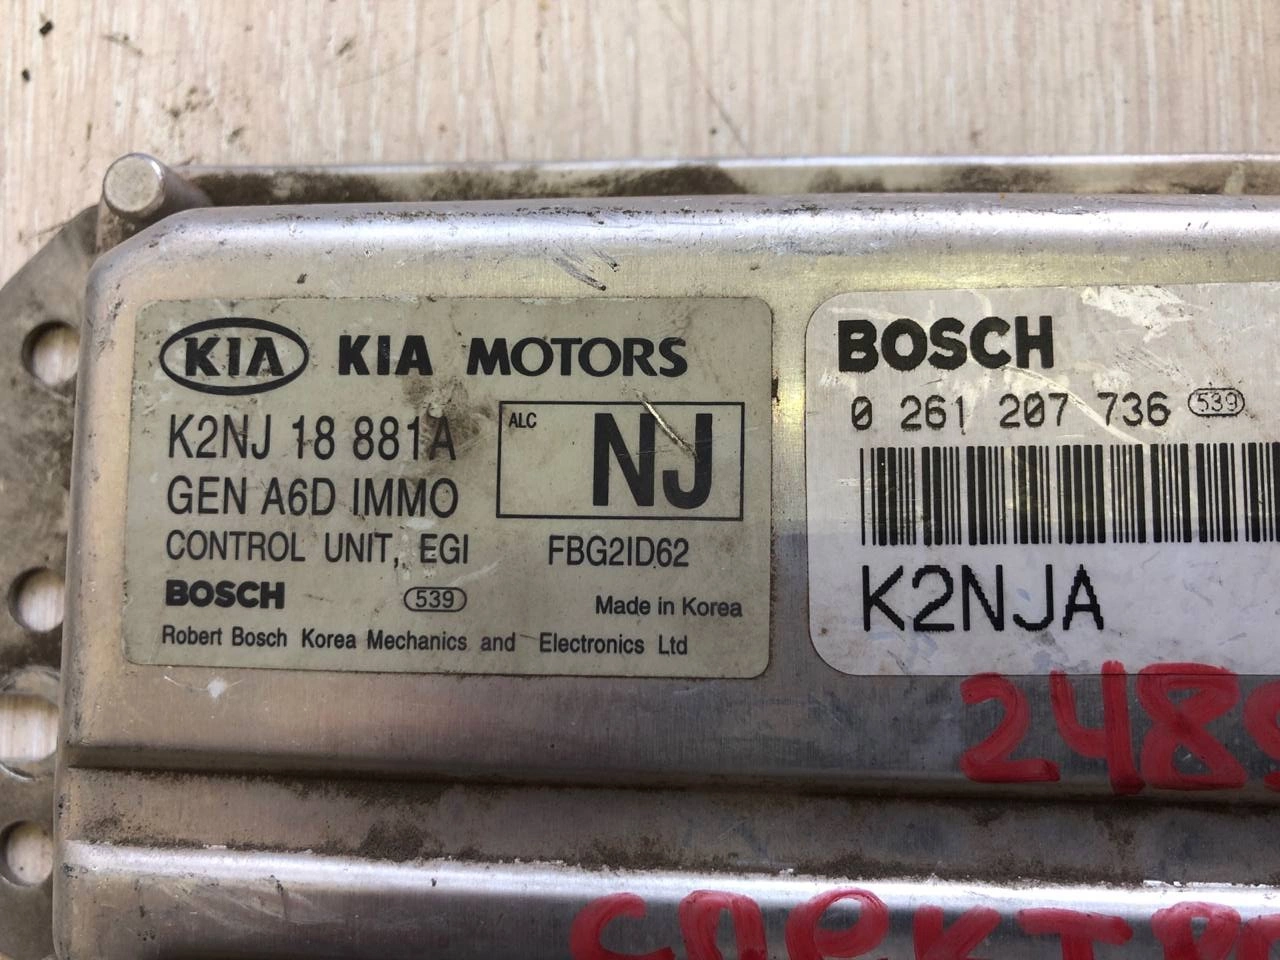 KIA KIA MOTORS
K2NJ 18 881A
ALC
NJ
GEN A6D IMMO
CONTROL UNIT, EGI
FBG2ID62
BOSCH 539 Made in Korea
Robert Bosch Korea Mechanics and Electronics Ltd
BOSCH
0 261 207 736 539
K2NJA
248